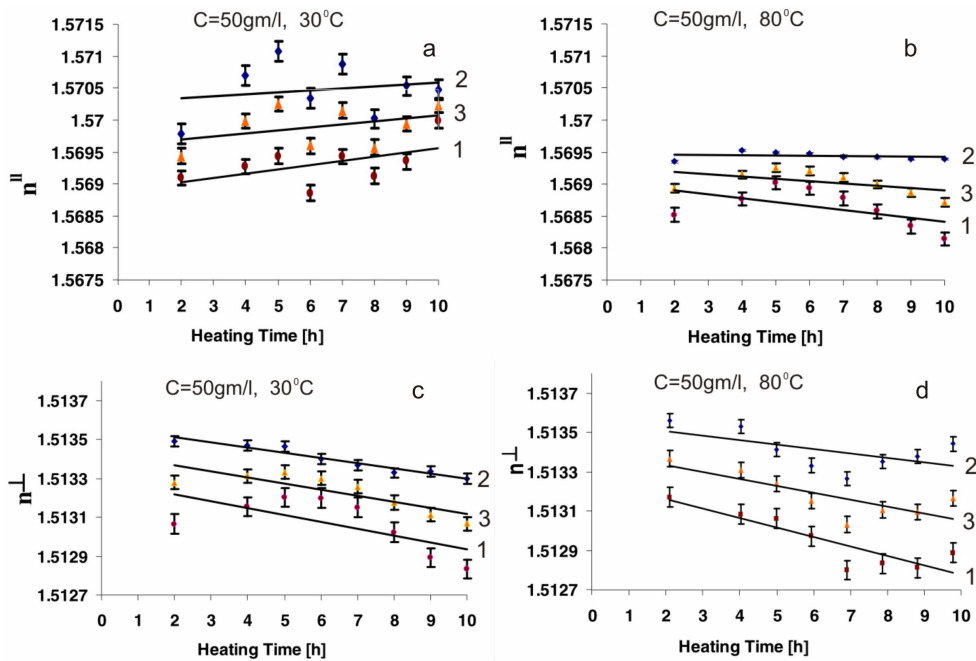 C=50gm/l, 30⁰C
a
1.5715
1.571
1.5705
1.57
1.5695
1.569
1.5685
1.568
1.5675
n||
2
3
1
0 1 2 3 4 5 6 7 8 9 10
Heating Time [h]
C=50gm/l, 80⁰C
b
1.5715
1.571
1.5705
1.57
1.5695
1.569
1.5685
1.568
1.5675
n||
2
3
1
0 1 2 3 4 5 6 7 8 9 10
Heating Time [h]
C=50gm/l, 30⁰C
c
1.5137
1.5135
1.5133
1.5131
1.5129
1.5127
n⊥
2
3
1
0 1 2 3 4 5 6 7 8 9 10
Heating Time [h]
C=50gm/l, 80⁰C
d
1.5137
1.5135
1.5133
1.5131
1.5129
1.5127
n⊥
2
3
1
0 1 2 3 4 5 6 7 8 9 10
Heating Time [h]